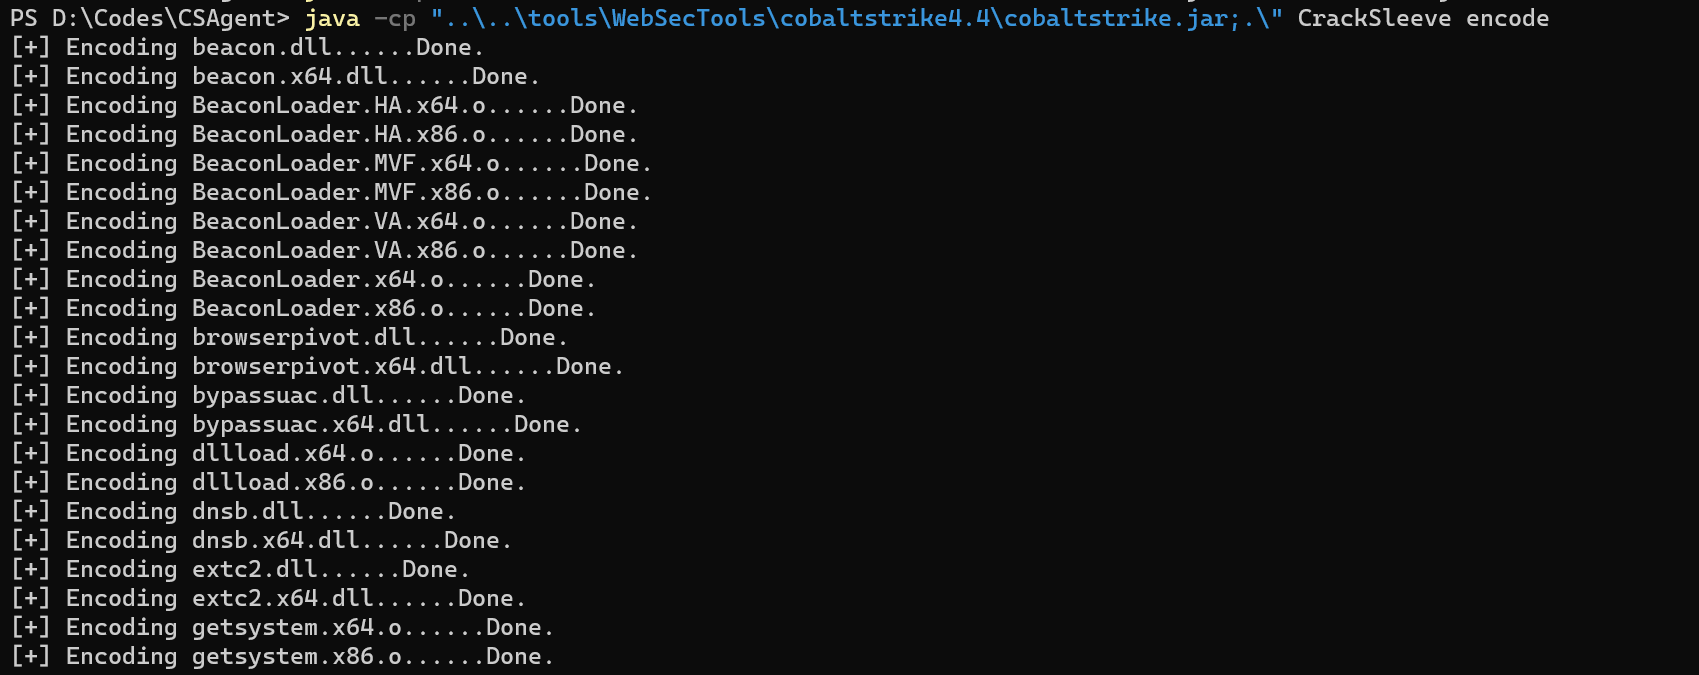 PS D:\Codes\CSAgent> java -cp "..\..\tools\WebSecTools\cobaltstrike4.4\cobaltstrike.jar;.\" CrackSleeve encode
[+] Encoding beacon.dll......Done.
[+] Encoding beacon.x64.dll......Done.
[+] Encoding BeaconLoader.HA.x64.o......Done.
[+] Encoding BeaconLoader.HA.x86.o......Done.
[+] Encoding BeaconLoader.MVF.x64.o......Done.
[+] Encoding BeaconLoader.MVF.x86.o......Done.
[+] Encoding BeaconLoader.VA.x64.o......Done.
[+] Encoding BeaconLoader.VA.x86.o......Done.
[+] Encoding BeaconLoader.x64.o......Done.
[+] Encoding BeaconLoader.x86.o......Done.
[+] Encoding browserpivot.dll......Done.
[+] Encoding browserpivot.x64.dll......Done.
[+] Encoding bypassuac.dll......Done.
[+] Encoding bypassuac.x64.dll......Done.
[+] Encoding dllload.x64.o......Done.
[+] Encoding dllload.x86.o......Done.
[+] Encoding dnsb.dll......Done.
[+] Encoding dnsb.x64.dll......Done.
[+] Encoding extc2.dll......Done.
[+] Encoding extc2.x64.dll......Done.
[+] Encoding getsystem.x64.o......Done.
[+] Encoding getsystem.x86.o......Done.